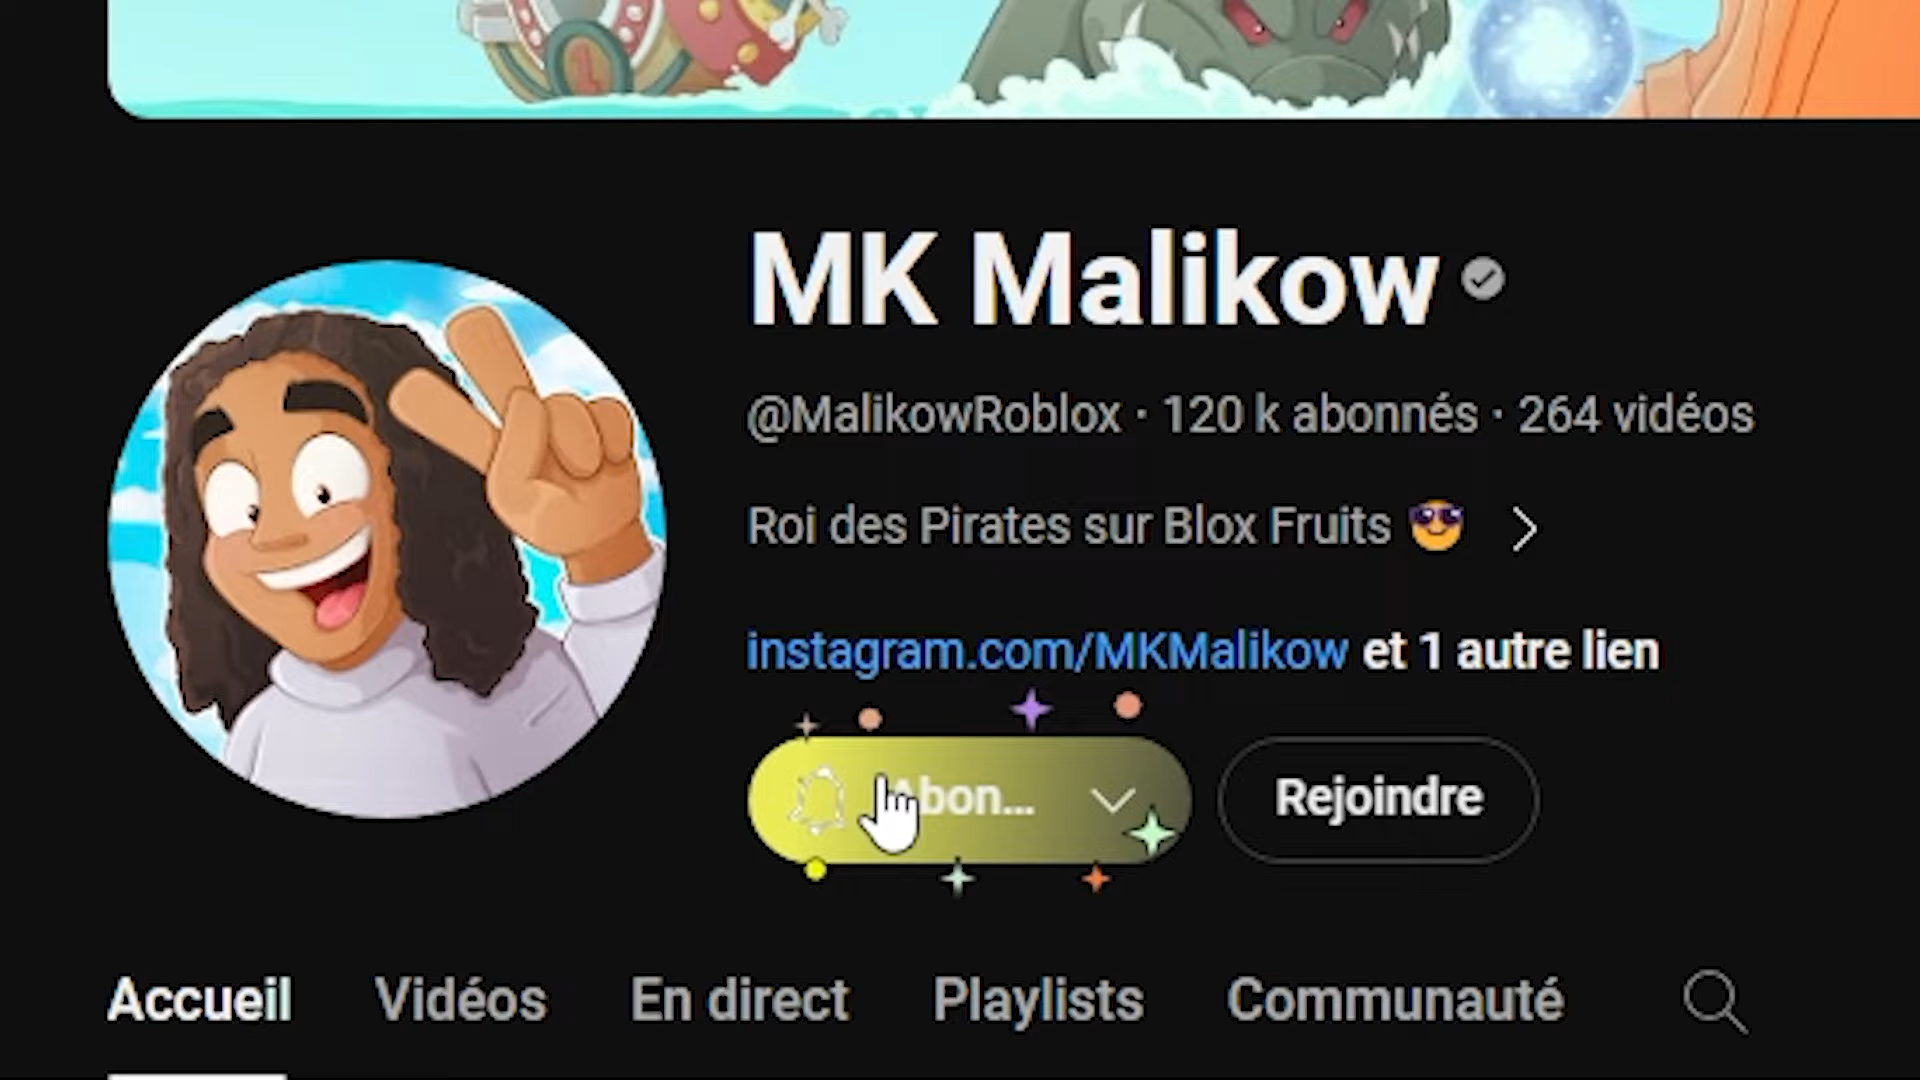 MK Malikow
@MalikowRoblox · 120 k abonnés · 264 vidéos
Roi des Pirates sur Blox Fruits 😎
instagram.com/MKMalikow et 1 autre lien
Abon... Rejoindre
Accueil Vidéos En direct Playlists Communauté